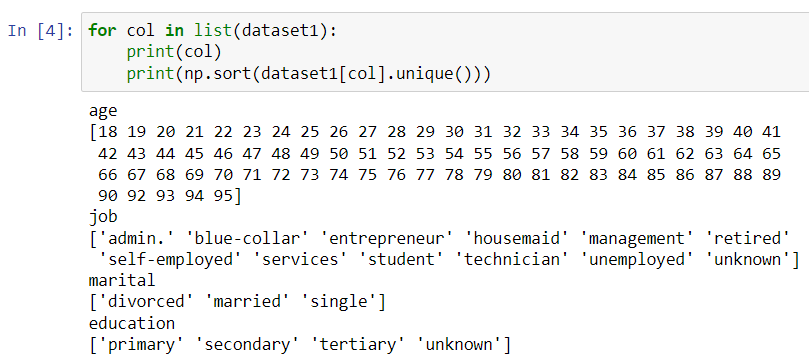 In [4]: for col in list(dataset1):
    print(col)
    print(np.sort(dataset1[col].unique()))
age
[18 19 20 21 22 23 24 25 26 27 28 29 30 31 32 33 34 35 36 37 38 39 40 41
 42 43 44 45 46 47 48 49 50 51 52 53 54 55 56 57 58 59 60 61 62 63 64 65
 66 67 68 69 70 71 72 73 74 75 76 77 78 79 80 81 82 83 84 85 86 87 88 89
 90 92 93 94 95]
job
['admin.' 'blue-collar' 'entrepreneur' 'housemaid' 'management' 'retired'
 'self-employed' 'services' 'student' 'technician' 'unemployed' 'unknown']
marital
['divorced' 'married' 'single']
education
['primary' 'secondary' 'tertiary' 'unknown']